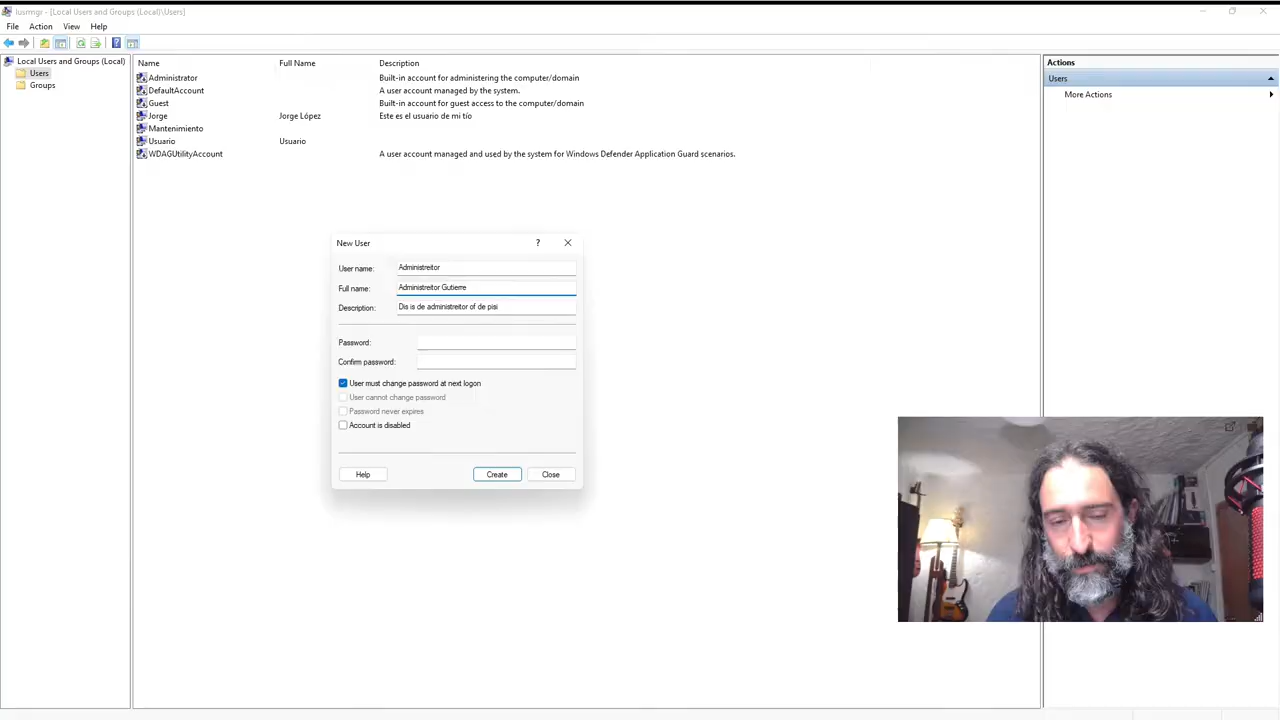 lusrmgr - [Local Users and Groups (Local)\Users]
File Action View Help
Local Users and Groups (Local)
Users
Groups
Name Full Name Description
Administrator Built-in account for administering the computer/domain
DefaultAccount A user account managed by the system.
Guest Built-in account for guest access to the computer/domain
Jorge Jorge López Este es el usuario de mi tío
Mantenimiento
Usuario Usuario
WDAGUtilityAccount A user account managed and used by the system for Windows Defender Application Guard scenarios.
Actions
Users
More Actions
New User
User name: Administreitor
Full name: Administreitor Gutierre
Description: Dis is de administreitor of de pisi
Password:
Confirm password:
User must change password at next logon
User cannot change password
Password never expires
Account is disabled
Help Create Close